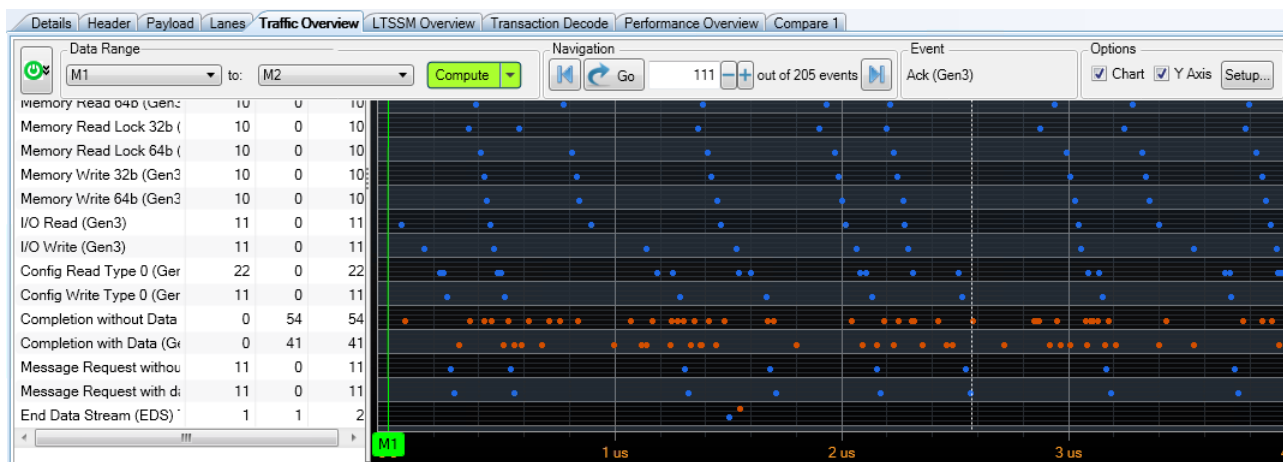 Details Header Payload Lanes Traffic Overview LTSSM Overview Transaction Decode Performance Overview Compare 1
Data Range Navigation Event Options
M1 to: M2 Compute Go 111 out of 205 events Ack (Gen3) Chart Y Axis Setup...
Memory Read 64b (Gen3 10 0 10
Memory Read Lock 32b ( 10 0 10
Memory Read Lock 64b ( 10 0 10
Memory Write 32b (Gen3 10 0 10
Memory Write 64b (Gen3 10 0 10
I/O Read (Gen3) 11 0 11
I/O Write (Gen3) 11 0 11
Config Read Type 0 (Ger 22 0 22
Config Write Type 0 (Ger 11 0 11
Completion without Data 0 54 54
Completion with Data (Ge 0 41 41
Message Request withou 11 0 11
Message Request with da 11 0 11
End Data Stream (EDS) 1 1 2
M1
1 us 2 us 3 us